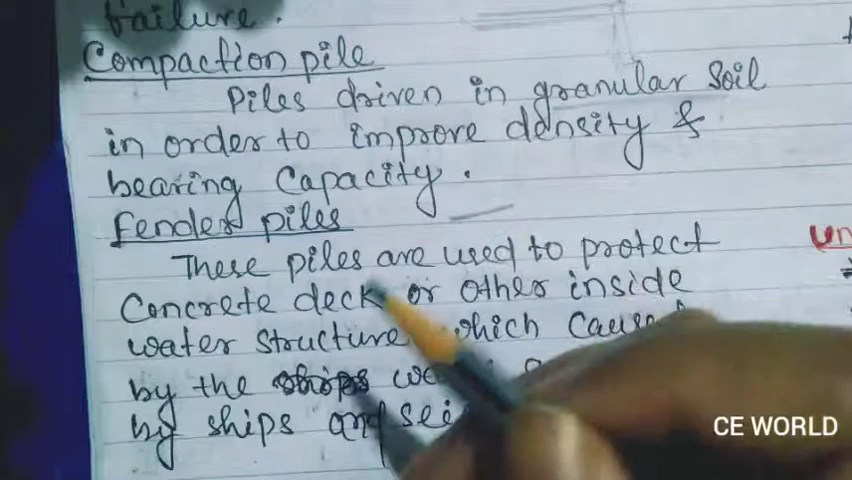 failure.
Compaction pile
Piles driven in granular soil
in order to improve density &
bearing capacity.
Fender piles
These piles are used to protect
Concrete deck or other inside
water structure which
by the
by ships and
CE WORLD